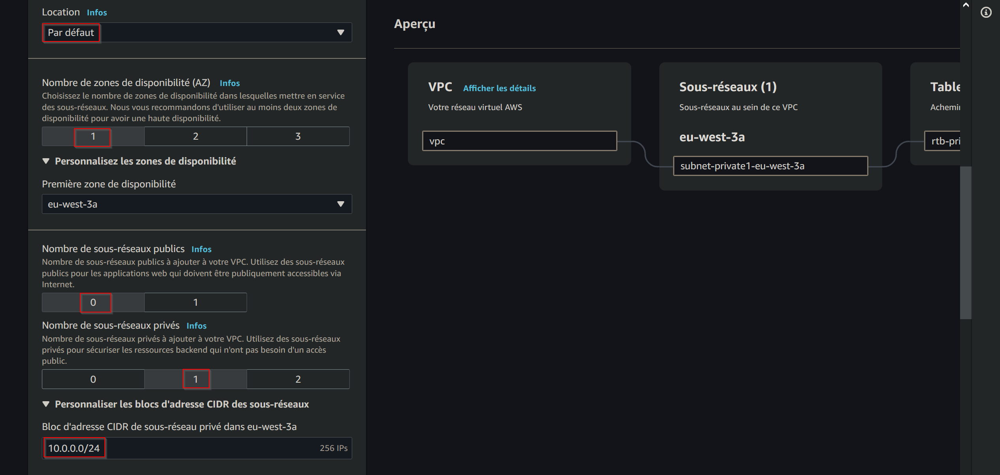 Location Infos
Par défaut
Nombre de zones de disponibilité (AZ) Infos
Choisissez le nombre de zones de disponibilité dans lesquelles mettre en service
des sous-réseaux. Nous vous recommandons d'utiliser au moins deux zones de
disponibilité pour avoir une haute disponibilité.
1 2 3
Personnalisez les zones de disponibilité
Première zone de disponibilité
eu-west-3a
Nombre de sous-réseaux publics Infos
Nombre de sous-réseaux publics à ajouter à votre VPC. Utilisez des sous-réseaux
publics pour les applications web qui doivent être publiquement accessibles via
Internet.
0 1
Nombre de sous-réseaux privés Infos
Nombre de sous-réseaux privés à ajouter à votre VPC. Utilisez des sous-réseaux
privés pour sécuriser les ressources backend qui n'ont pas besoin d'un accès
public.
0 1 2
Personnaliser les blocs d'adresse CIDR des sous-réseaux
Bloc d'adresse CIDR de sous-réseau privé dans eu-west-3a
10.0.0.0/24 256 IPs
Aperçu
VPC Afficher les détails
Votre réseau virtuel AWS
vpc
Sous-réseaux (1)
Sous-réseaux au sein de ce VPC
eu-west-3a
subnet-private1-eu-west-3a
Table
Achemi
rtb-pri